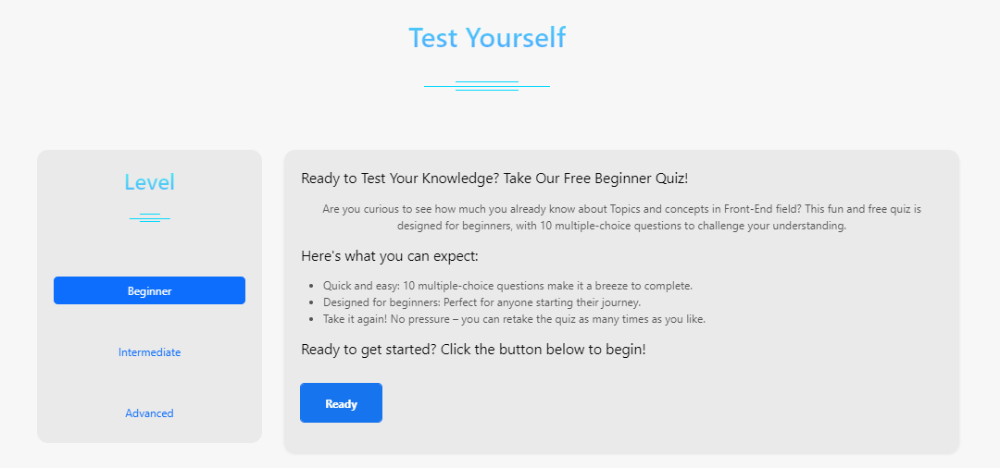 Test Yourself
Level
Beginner
Intermediate
Advanced
Ready to Test Your Knowledge? Take Our Free Beginner Quiz!
Are you curious to see how much you already know about Topics and concepts in Front-End field? This fun and free quiz is
designed for beginners, with 10 multiple-choice questions to challenge your understanding.
Here's what you can expect:
• Quick and easy: 10 multiple-choice questions make it a breeze to complete.
• Designed for beginners: Perfect for anyone starting their journey.
• Take it again! No pressure – you can retake the quiz as many times as you like.
Ready to get started? Click the button below to begin!
Ready